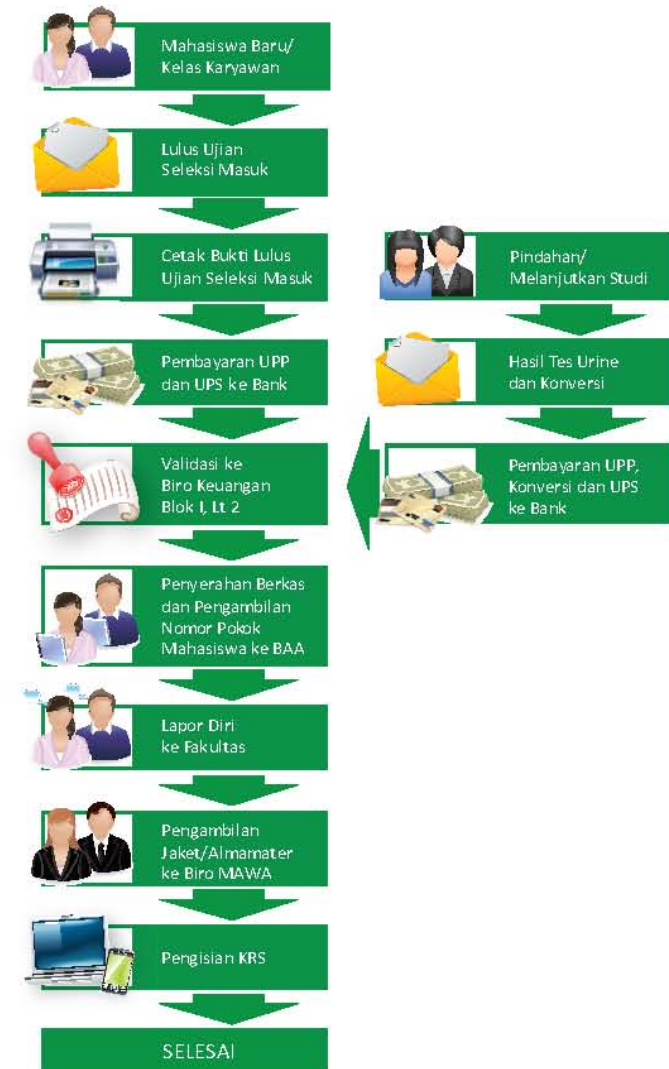 Mahasiswa Baru/
Kelas Karyawan
Lulus Ujian
Seleksi Masuk
Cetak Bukti Lulus
Ujian Seleksi Masuk
Pembayaran UPP
dan UPS ke Bank
Validasi ke
Biro Keuangan
Blok I, Lt 2
Penyerahan Berkas
dan Pengambilan
Nomor Pokok
Mahasiswa ke BAA
Lapor Diri
ke Fakultas
Pengambilan
Jaket/Almamater
ke Biro MAWA
Pengisian KRS
SELESAI
Pindahan/
Melanjutkan Studi
Hasil Tes Urine
dan Konversi
Pembayaran UPP,
Konversi dan UPS
ke Bank